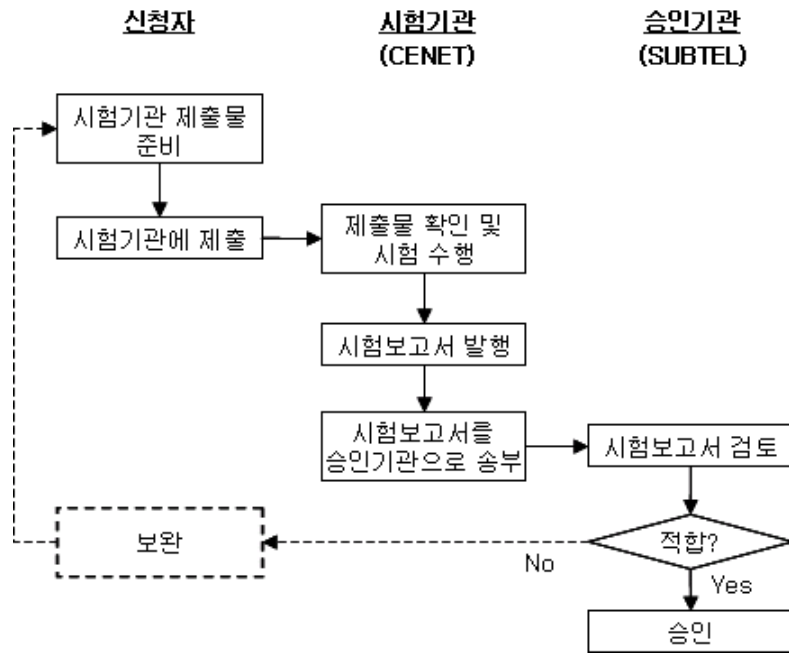 신청자
시험기관
(CENET)
승인기관
(SUBTEL)
시험기관 제출물
준비
시험기관에 제출
제출물 확인 및
시험 수행
시험보고서 발행
시험보고서를
승인기관으로 송부
시험보고서 검토
보완
적합?
No
Yes
승인